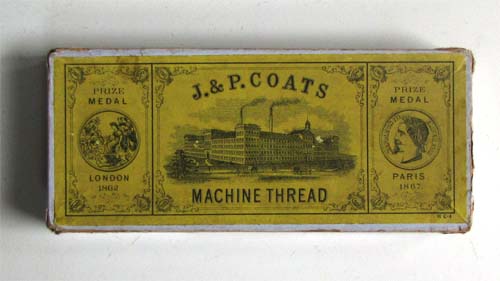 J. & P. COATS
PRIZE
MEDAL
LONDON
1862
MACHINE THREAD
PRIZE
MEDAL
PARIS
1867